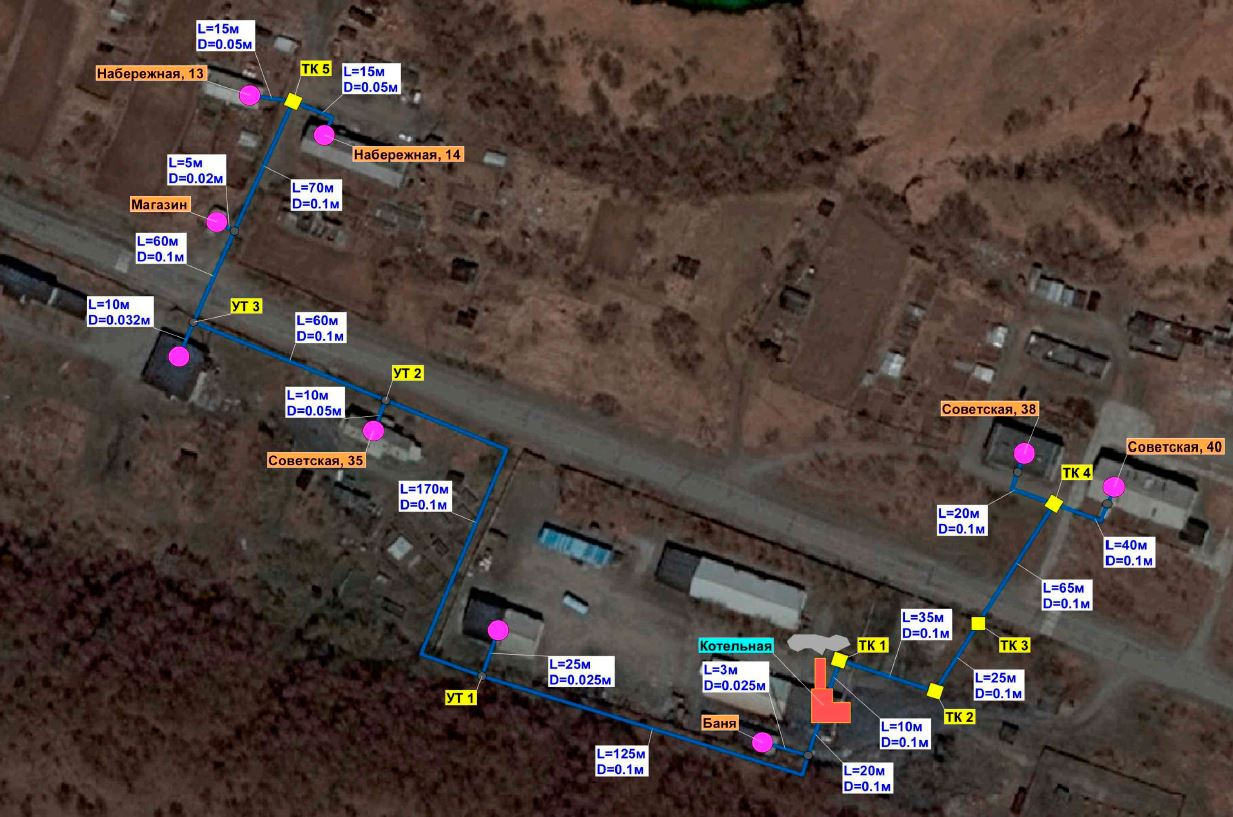 L=15м
D=0.05м
Набережная, 13
ТК 5
L=15м
D=0.05м
Набережная, 14
L=5м
D=0.02м
L=70м
D=0.1м
Магазин
L=60м
D=0.1м
L=10м
D=0.032м
УТ 3
L=60м
D=0.1м
УТ 2
L=10м
D=0.05м
Советская, 35
Советская, 38
Советская, 40
ТК 4
L=170м
D=0.1м
L=20м
D=0.1м
L=40м
D=0.1м
L=65м
D=0.1м
L=35м
D=0.1м
Котельная
ТК 1
ТК 3
L=25м
D=0.025м
L=3м
D=0.025м
L=25м
D=0.1м
УТ 1
ТК 2
Баня
L=10м
D=0.1м
L=125м
D=0.1м
L=20м
D=0.1м